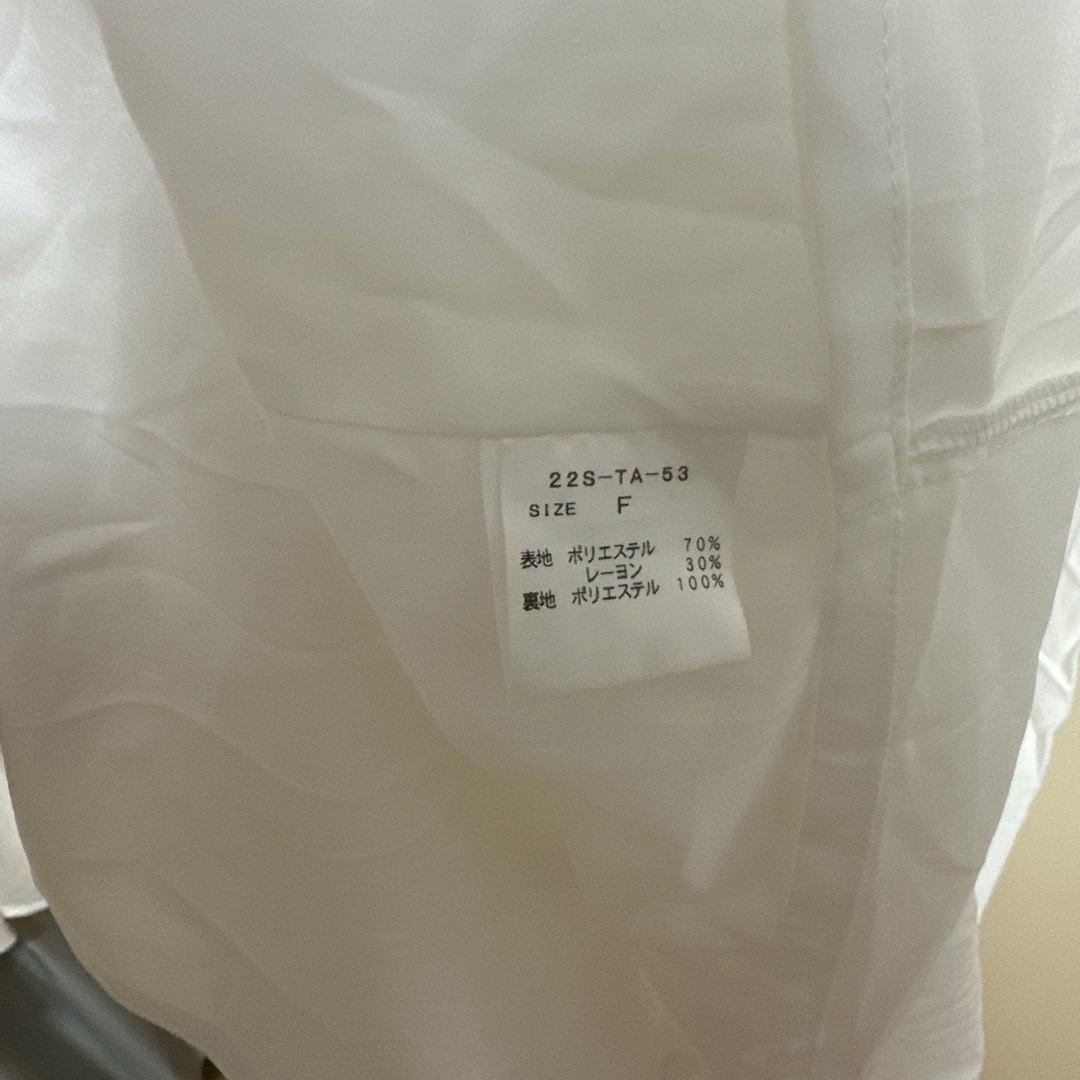 22S-TA-53
SIZE F
表地 ポリエステル 70%
レーヨン 30%
裏地 ポリエステル 100%